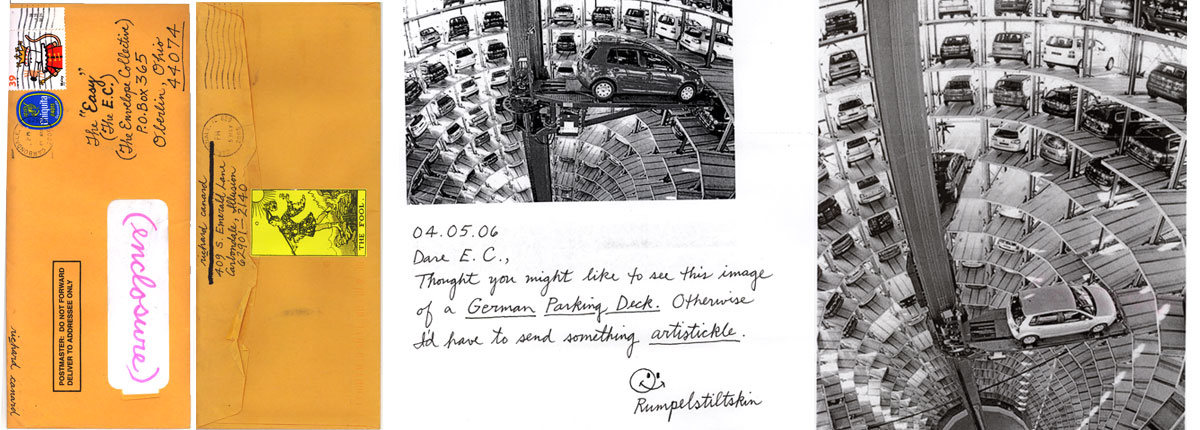 39
Chiquita
The "Easy"
(The E.C.)
(The Envelope Collective)
P.O. Box 365
Oberlin, Ohio
44074
(enclosure)
POSTMASTER: DO NOT FORWARD
DELIVER TO ADDRESSEE ONLY
richard canard
richard canard
409 S. Emerald Lane
Carbondale, Illusion
62901-2140
THE FOOL.
04.05.06
Dare E. C.,
Thought you might like to see this image
of a German Parking Deck. Otherwise
I'd have to send something artistickle.
Rumpelstiltskin